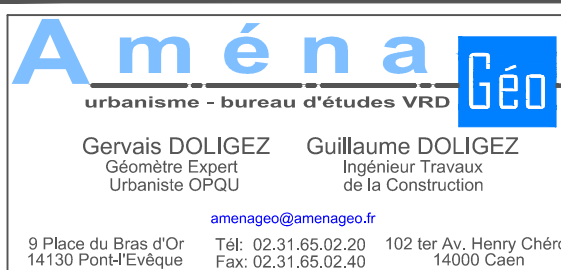 Aména Géo
urbanisme - bureau d'études VRD
Gervais DOLIGEZ Guillaume DOLIGEZ
Géomètre Expert Ingénieur Travaux
Urbaniste OPQU de la Construction
amenageo@amenageo.fr
9 Place du Bras d'Or Tél: 02.31.65.02.20 102 ter Av. Henry
14130 Pont-l'Evêque Fax: 02.31.65.02.40 14000 Caen